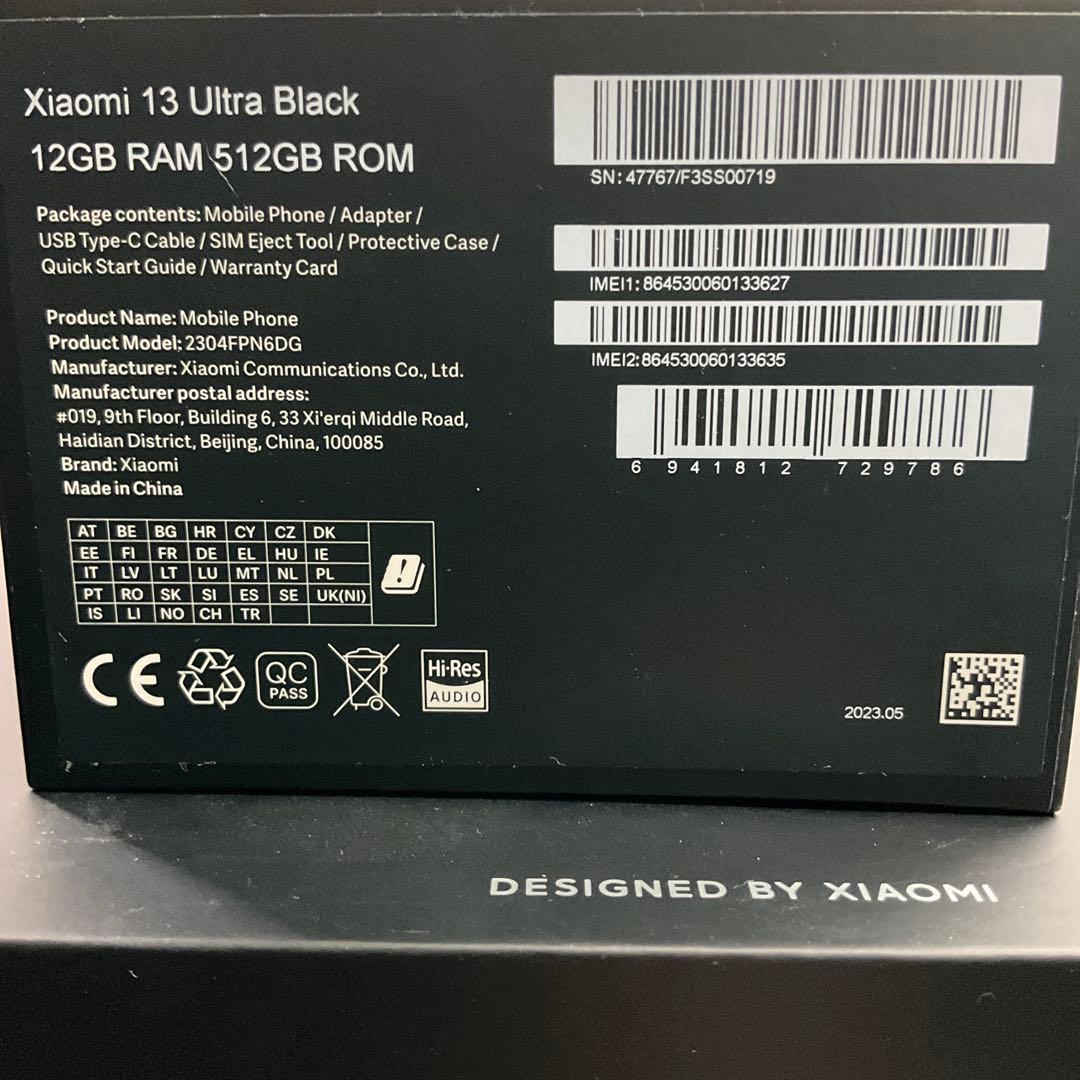 Xiaomi 13 Ultra Black
12GB RAM 512GB ROM
Package contents: Mobile Phone / Adapter /
USB Type-C Cable / SIM Eject Tool / Protective Case /
Quick Start Guide / Warranty Card
Product Name: Mobile Phone
Product Model: 2304FPN6DG
Manufacturer: Xiaomi Communications Co., Ltd.
Manufacturer postal address:
#019, 9th Floor, Building 6, 33 Xi'erqi Middle Road,
Haidian District, Beijing, China, 100085
Brand: Xiaomi
Made in China
AT BE BG HR CY CZ DK
EE FI FR DE EL HU IE
IT LV LT LU MT NL PL
PT RO SK SI ES SE UK(NI)
IS LI NO CH TR
CE
QC
PASS
Hi-Res
AUDIO
SN: 47767/F3SS00719
IMEI1: 864530060133627
IMEI2: 864530060133635
6 941812 729786
2023.05
DESIGNED BY XIAOMI